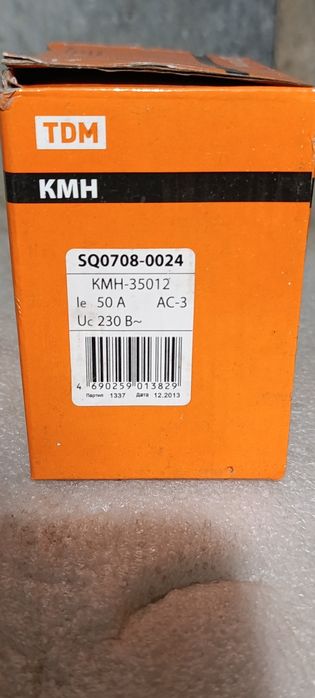 TDM
КМН
SQ0708-0024
КМН-35012
Ie 50 A AC-3
Uc 230 В~
4 690259 013829
Партия 1337 Дата 12.2013